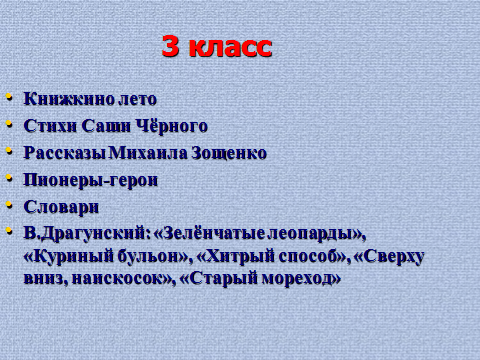 3 класс
• Книжкино лето
• Стихи Саши Чёрного
• Рассказы Михаила Зощенко
• Пионеры-герои
• Словари
• В.Драгунский: «Зелёнчатые леопарды»,
«Куриный бульон», «Хитрый способ», «Сверху
вниз, наискосок», «Старый мореход»